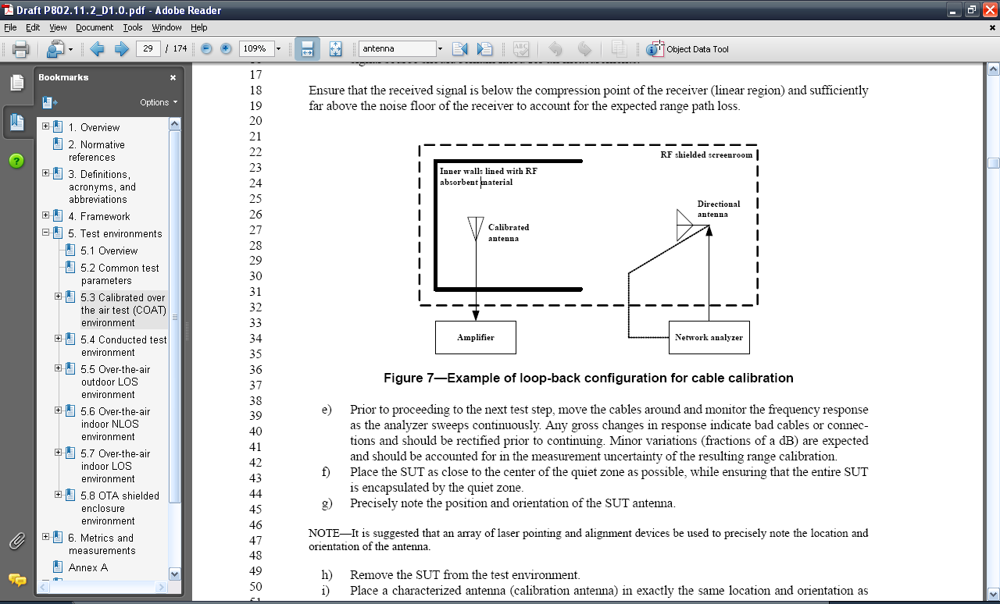 Draft P802.11.2_D1.0.pdf - Adobe Reader
File Edit View Document Tools Window Help
29 / 174 109% antenna Object Data Tool
Bookmarks
Options
1. Overview
2. Normative
references
3. Definitions,
acronyms, and
abbreviations
4. Framework
5. Test environments
5.1 Overview
5.2 Common test
parameters
5.3 Calibrated over
the air test (COAT)
environment
5.4 Conducted test
environment
5.5 Over-the-air
outdoor LOS
environment
5.6 Over-the-air
indoor NLOS
environment
5.7 Over-the-air
indoor LOS
environment
5.8 OTA shielded
enclosure
environment
6. Metrics and
measurements
Annex A
17
18 Ensure that the received signal is below the compression point of the receiver (linear region) and sufficiently
19 far above the noise floor of the receiver to account for the expected range path loss.
20
21
22 RF shielded screenroom
23 Inner walls lined with RF
24 absorbent material
25 Directional
26 antenna
27 Calibrated
28 antenna
29
30
31
32
33
34 Amplifier Network analyzer
35
36 Figure 7—Example of loop-back configuration for cable calibration
37
38 e) Prior to proceeding to the next test step, move the cables around and monitor the frequency response
39 as the analyzer sweeps continuously. Any gross changes in response indicate bad cables or connec-
40 tions and should be rectified prior to continuing. Minor variations (fractions of a dB) are expected
41 and should be accounted for in the measurement uncertainty of the resulting range calibration.
42
43 f) Place the SUT as close to the center of the quiet zone as possible, while ensuring that the entire SUT
44 is encapsulated by the quiet zone.
45 g) Precisely note the position and orientation of the SUT antenna.
46
47 NOTE—It is suggested that an array of laser pointing and alignment devices be used to precisely note the location and
48 orientation of the antenna.
49 h) Remove the SUT from the test environment.
50 i) Place a characterized antenna (calibration antenna) in exactly the same location and orientation as